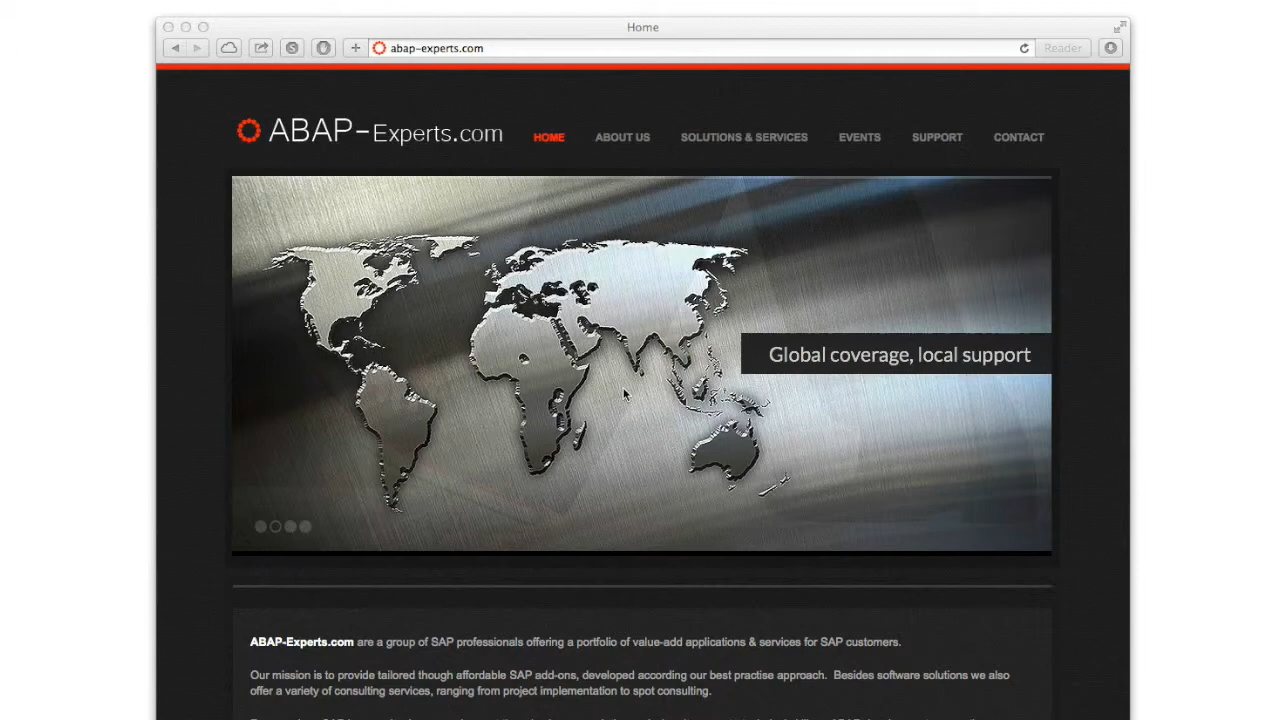 Home
abap-experts.com
Reader
ABAP-Experts.com
HOME ABOUT US SOLUTIONS & SERVICES EVENTS SUPPORT CONTACT
Global coverage, local support
ABAP-Experts.com are a group of SAP professionals offering a portfolio of value-add applications & services for SAP customers.
Our mission is to provide tailored though affordable SAP add-ons, developed according our best practise approach. Besides software solutions we also
offer a variety of consulting services, ranging from project implementation to spot consulting.